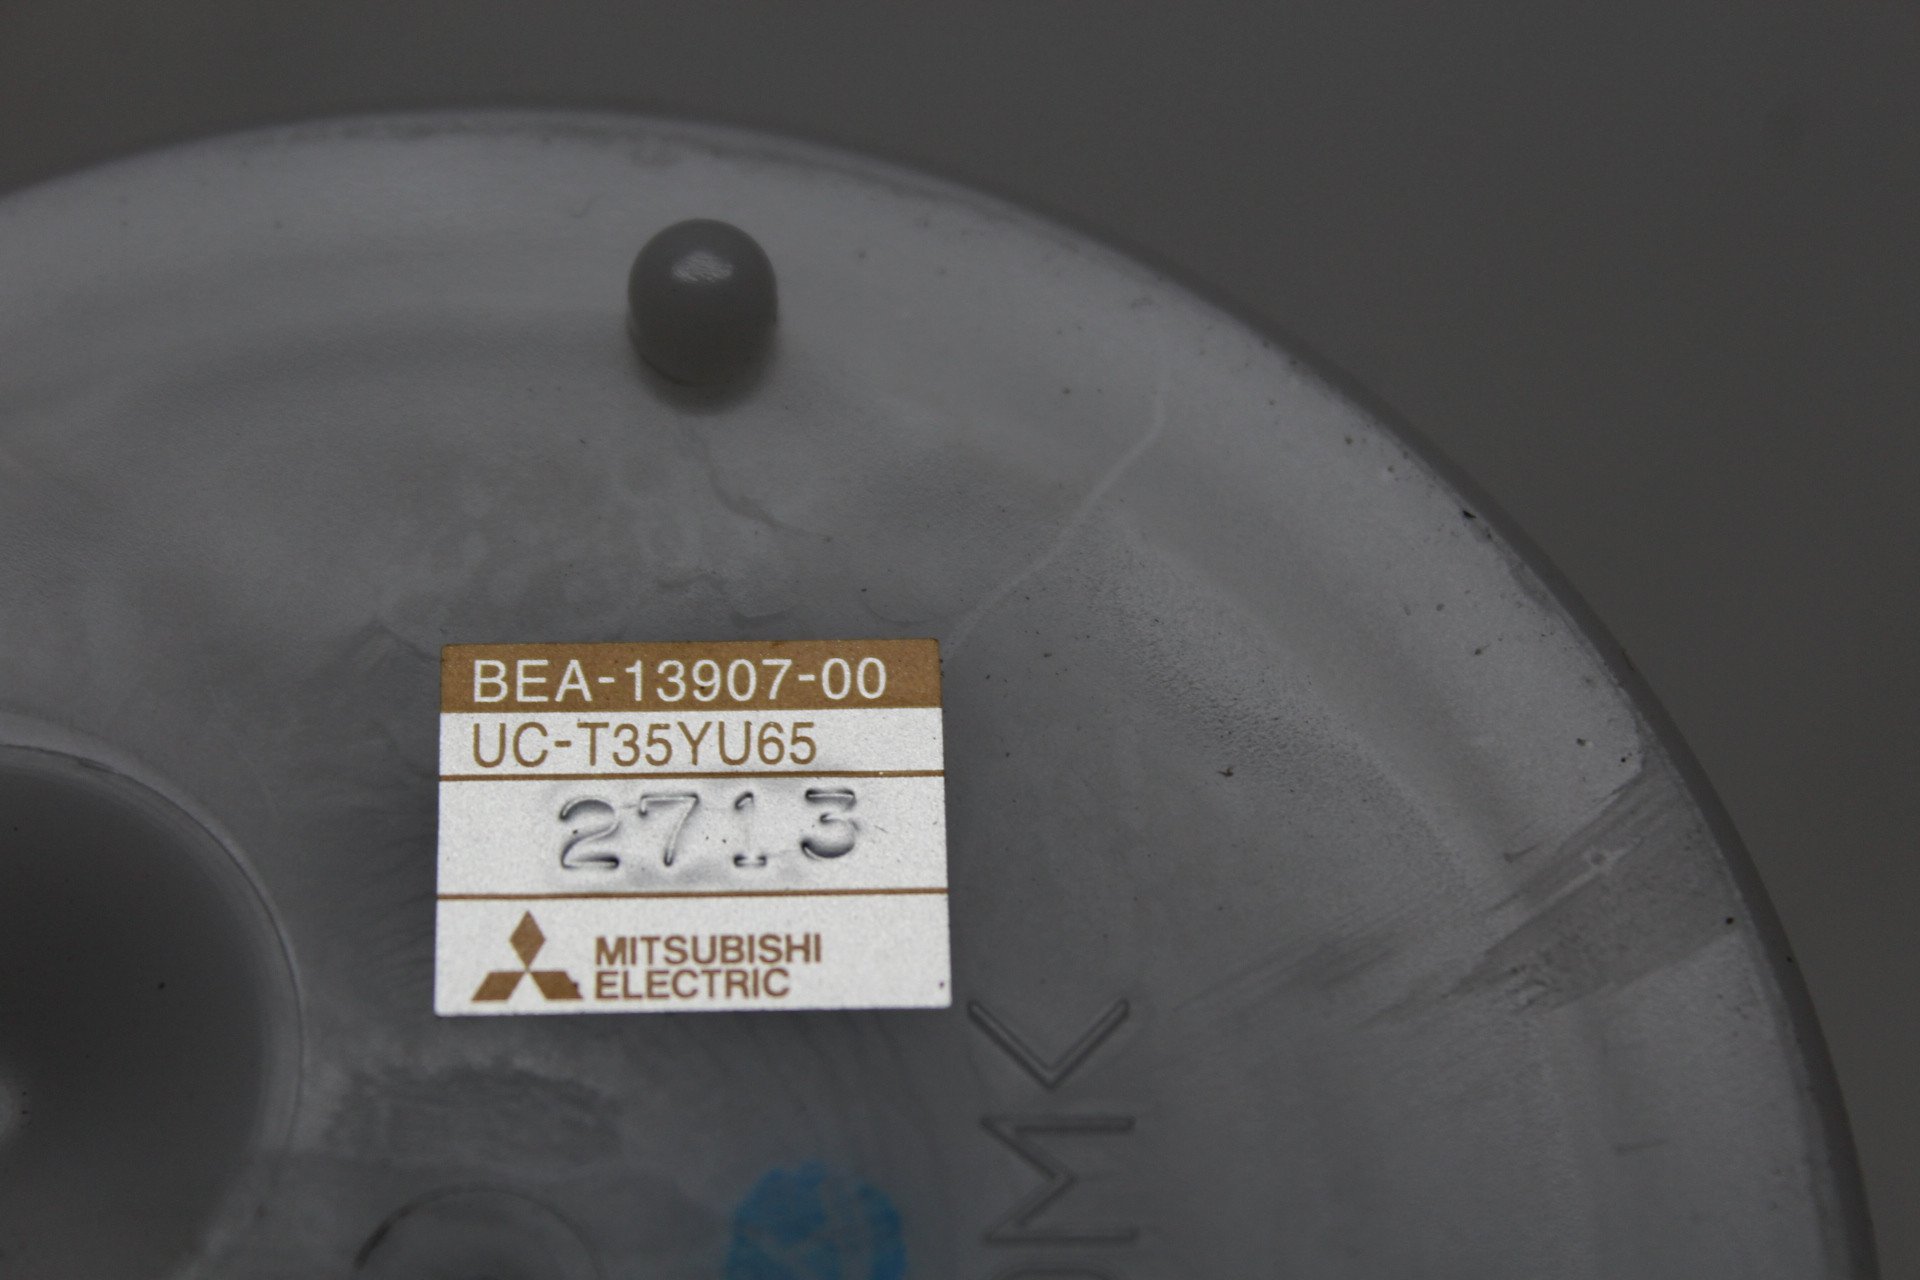 BEA-13907-00
UC-T35YU65
2713
MITSUBISHI
ELECTRIC